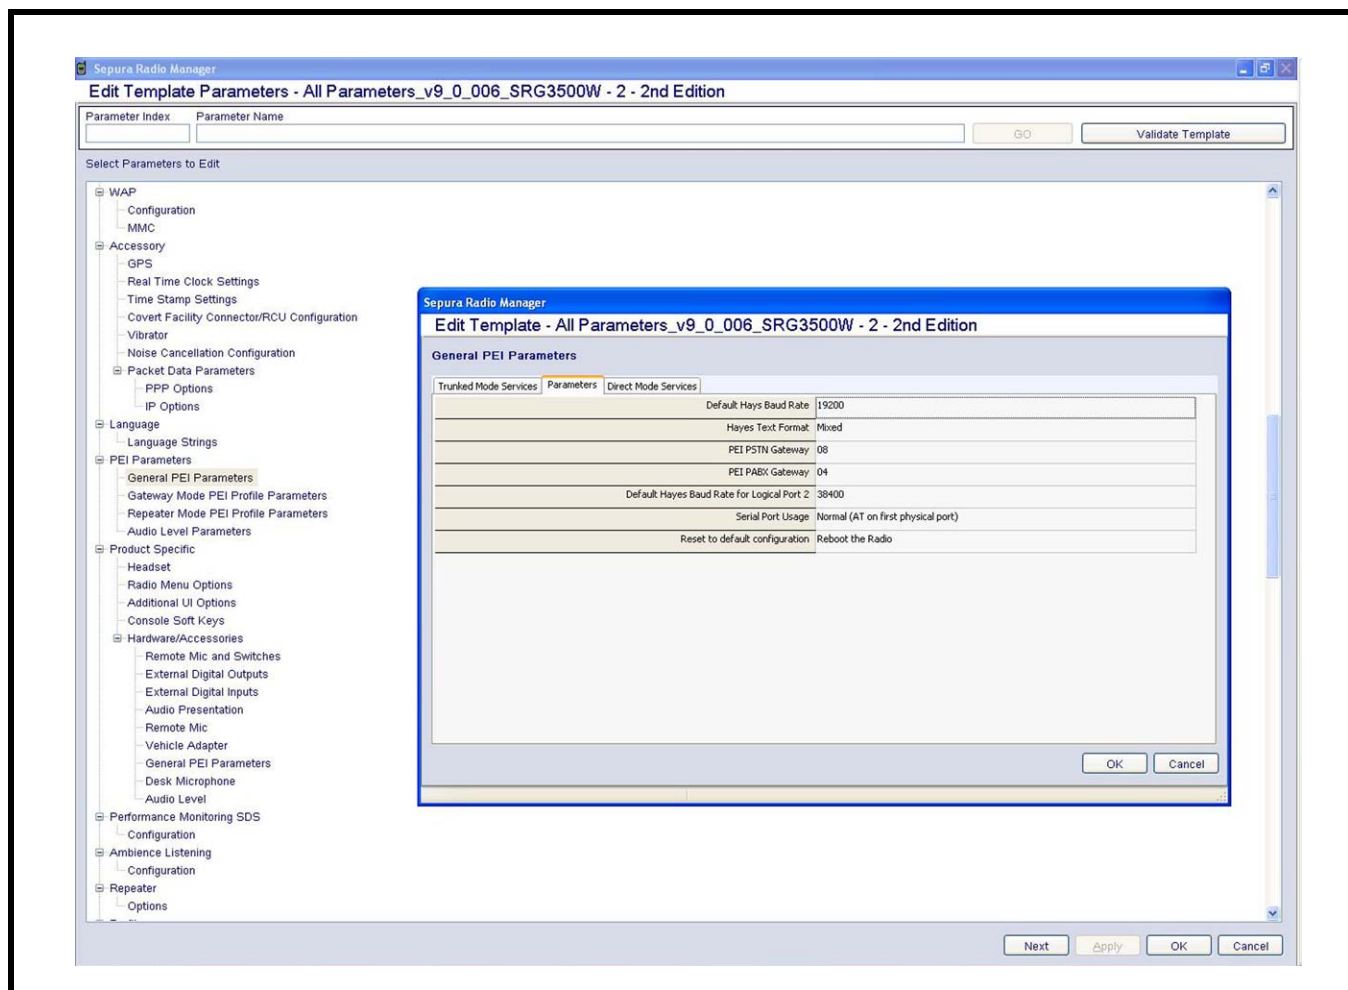 Sepura Radio Manager
Edit Template Parameters - All Parameters_v9_0_006_SRG3500W - 2 - 2nd Edition
Parameter Index Parameter Name
GO Validate Template
Select Parameters to Edit
WAP
Configuration
MMC
Accessory
GPS
Real Time Clock Settings
Time Stamp Settings
Covert Facility Connector/RCU Configuration
Vibrator
Noise Cancellation Configuration
Packet Data Parameters
PPP Options
IP Options
Language
Language Strings
PEI Parameters
General PEI Parameters
Gateway Mode PEI Profile Parameters
Repeater Mode PEI Profile Parameters
Audio Level Parameters
Product Specific
Headset
Radio Menu Options
Additional UI Options
Console Soft Keys
Hardware/Accessories
Remote Mic and Switches
External Digital Outputs
External Digital Inputs
Audio Presentation
Remote Mic
Vehicle Adapter
General PEI Parameters
Desk Microphone
Audio Level
Performance Monitoring SDS
Configuration
Ambience Listening
Configuration
Repeater
Options
Sepura Radio Manager
Edit Template - All Parameters_v9_0_006_SRG3500W - 2 - 2nd Edition
General PEI Parameters
Trunked Mode Services Parameters Direct Mode Services
Default Hays Baud Rate 19200
Hayes Text Format Mixed
PEI PSTN Gateway 08
PEI PABX Gateway 04
Default Hayes Baud Rate for Logical Port 2 38400
Serial Port Usage Normal (AT on first physical port)
Reset to default configuration Reboot the Radio
OK Cancel
Next Apply OK Cancel